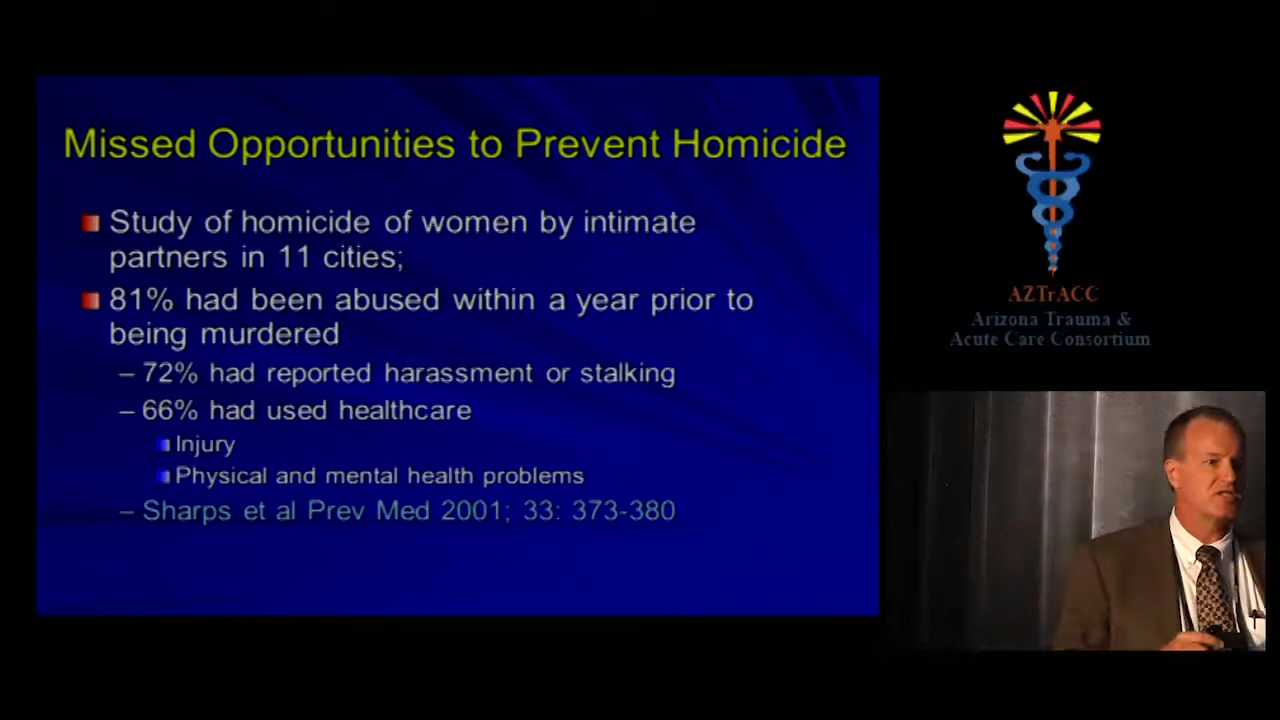 Missed Opportunities to Prevent Homicide
Study of homicide of women by intimate
partners in 11 cities;
81% had been abused within a year prior to
being murdered
– 72% had reported harassment or stalking
– 66% had used healthcare
Injury
Physical and mental health problems
– Sharps et al Prev Med 2001; 33: 373-380
AZTrACC
Arizona Trauma &
Acute Care Consortium